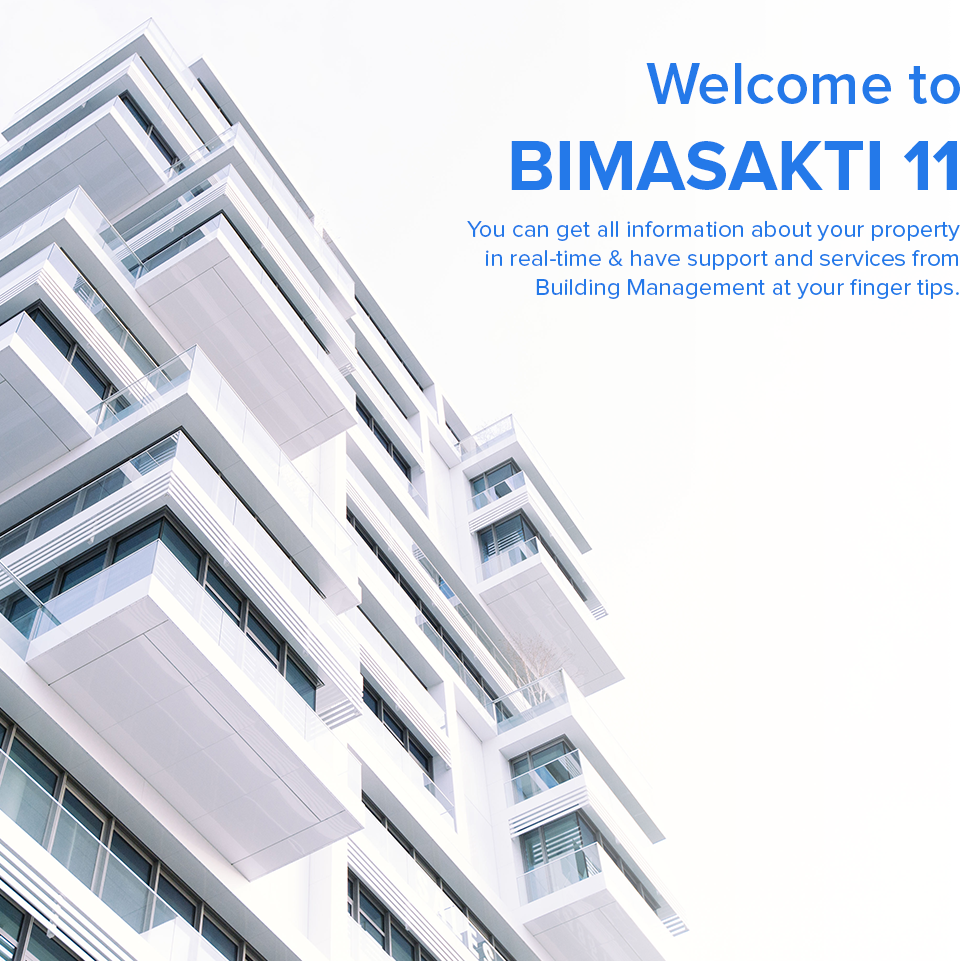 Welcome to
BIMASAKTI 11
You can get all information about your property
in real-time & have support and services from
Building Management at your finger tips.